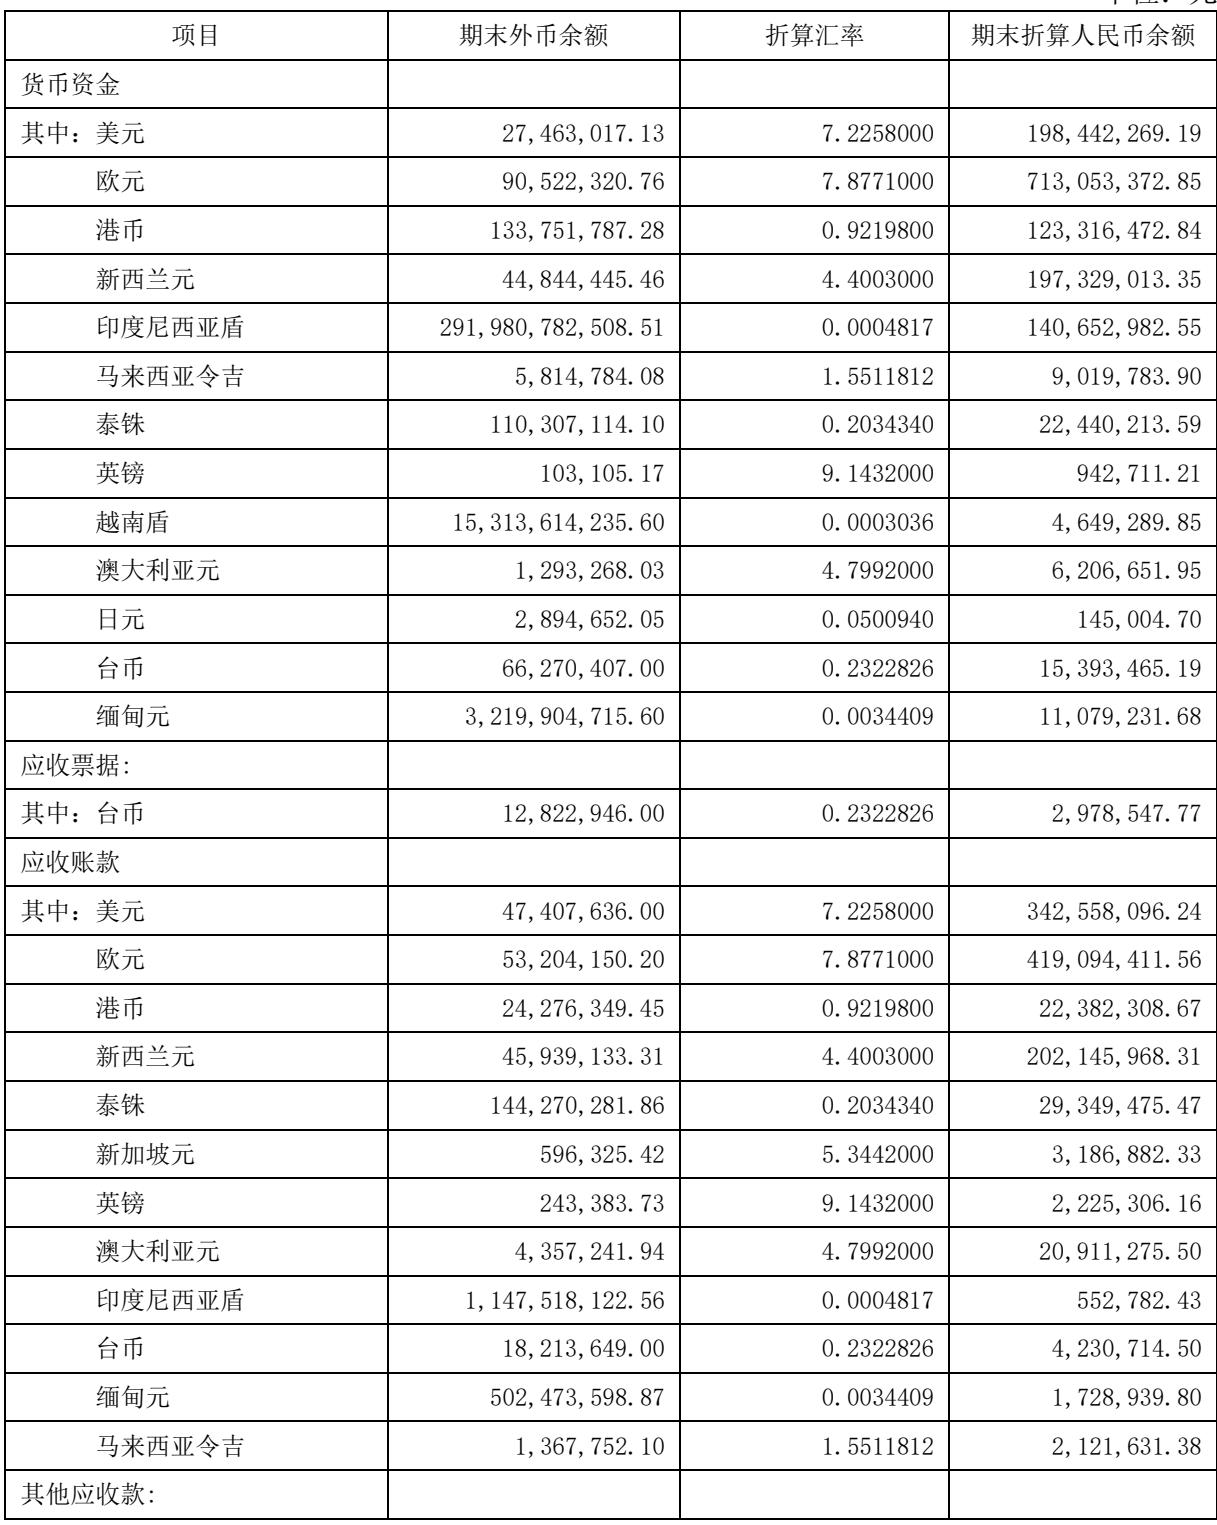 项目 期末外币余额 折算汇率 期末折算人民币余额
货币资金
其中：美元 27,463,017.13 7.2258000 198,442,269.19
欧元 90,522,320.76 7.8771000 713,053,372.85
港币 133,751,787.28 0.9219800 123,316,472.84
新西兰元 44,844,445.46 4.4003000 197,329,013.35
印度尼西亚盾 291,980,782,508.51 0.0004817 140,652,982.55
马来西亚令吉 5,814,784.08 1.5511812 9,019,783.90
泰铢 110,307,114.10 0.2034340 22,440,213.59
英镑 103,105.17 9.1432000 942,711.21
越南盾 15,313,614,235.60 0.0003036 4,649,289.85
澳大利亚元 1,293,268.03 4.7992000 6,206,651.95
日元 2,894,652.05 0.0500940 145,004.70
台币 66,270,407.00 0.2322826 15,393,465.19
缅甸元 3,219,904,715.60 0.0034409 11,079,231.68
应收票据:
其中：台币 12,822,946.00 0.2322826 2,978,547.77
应收账款
其中：美元 47,407,636.00 7.2258000 342,558,096.24
欧元 53,204,150.20 7.8771000 419,094,411.56
港币 24,276,349.45 0.9219800 22,382,308.67
新西兰元 45,939,133.31 4.4003000 202,145,968.31
泰铢 144,270,281.86 0.2034340 29,349,475.47
新加坡元 596,325.42 5.3442000 3,186,882.33
英镑 243,383.73 9.1432000 2,225,306.16
澳大利亚元 4,357,241.94 4.7992000 20,911,275.50
印度尼西亚盾 1,147,518,122.56 0.0004817 552,782.43
台币 18,213,649.00 0.2322826 4,230,714.50
缅甸元 502,473,598.87 0.0034409 1,728,939.80
马来西亚令吉 1,367,752.10 1.5511812 2,121,631.38
其他应收款: